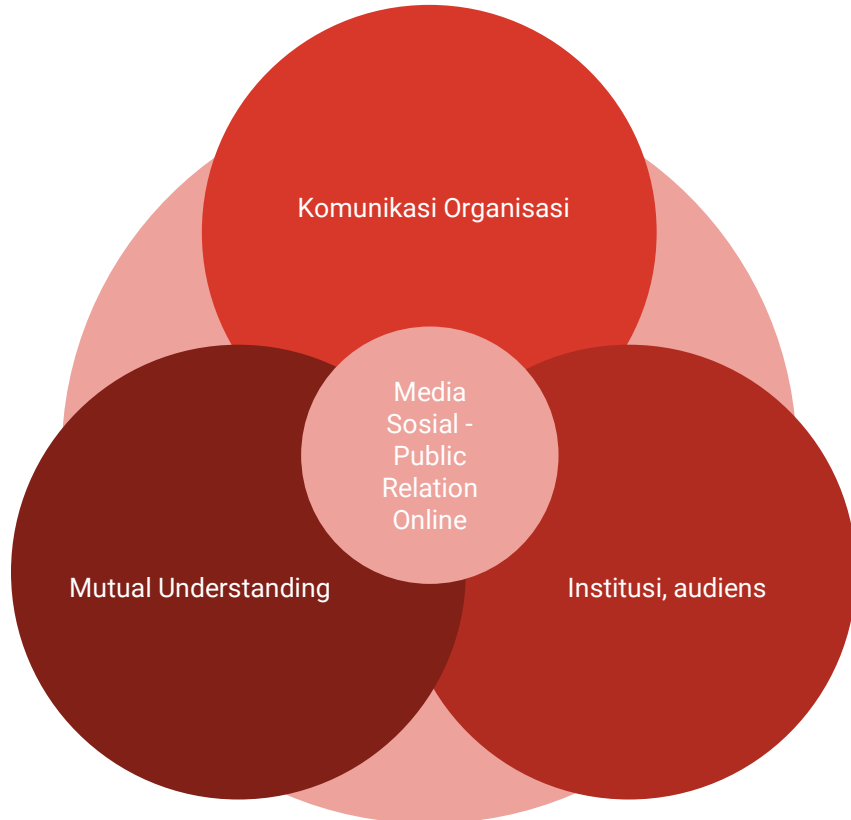 Komunikasi Organisasi
Media
Sosial -
Public
Relation
Online
Mutual Understanding
Institusi, audiens